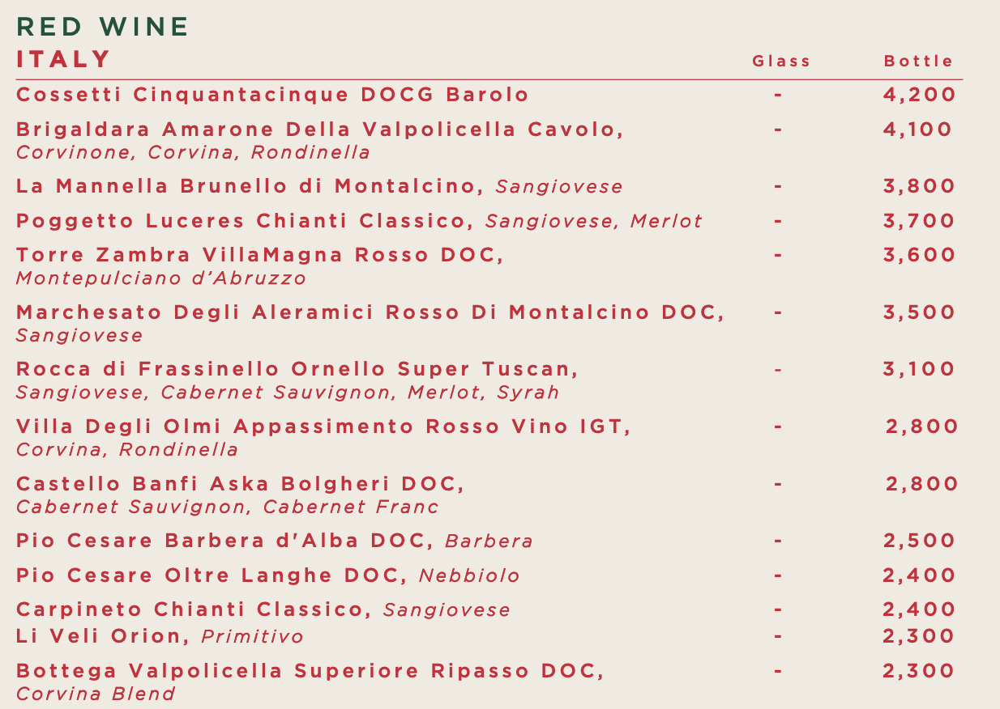 RED WINE
ITALY Glass Bottle
Cossetti Cinquantacinque DOCG Barolo - 4,200
Brigaldara Amarone Della Valpolicella Cavolo, - 4,100
Corvinone, Corvina, Rondinella
La Mannella Brunello di Montalcino, Sangiovese - 3,800
Poggetto Luceres Chianti Classico, Sangiovese, Merlot - 3,700
Torre Zambra VillaMagna Rosso DOC, - 3,600
Montepulciano d’Abruzzo
Marchesato Degli Aleramici Rosso Di Montalcino DOC, - 3,500
Sangiovese
Rocca di Frassinello Ornello Super Tuscan, - 3,100
Sangiovese, Cabernet Sauvignon, Merlot, Syrah
Villa Degli Olmi Appassimento Rosso Vino IGT, - 2,800
Corvina, Rondinella
Castello Banfi Aska Bolgheri DOC, - 2,800
Cabernet Sauvignon, Cabernet Franc
Pio Cesare Barbera d'Alba DOC, Barbera - 2,500
Pio Cesare Oltre Langhe DOC, Nebbiolo - 2,400
Carpineto Chianti Classico, Sangiovese - 2,400
Li Veli Orion, Primitivo - 2,300
Bottega Valpolicella Superiore Ripasso DOC, - 2,300
Corvina Blend